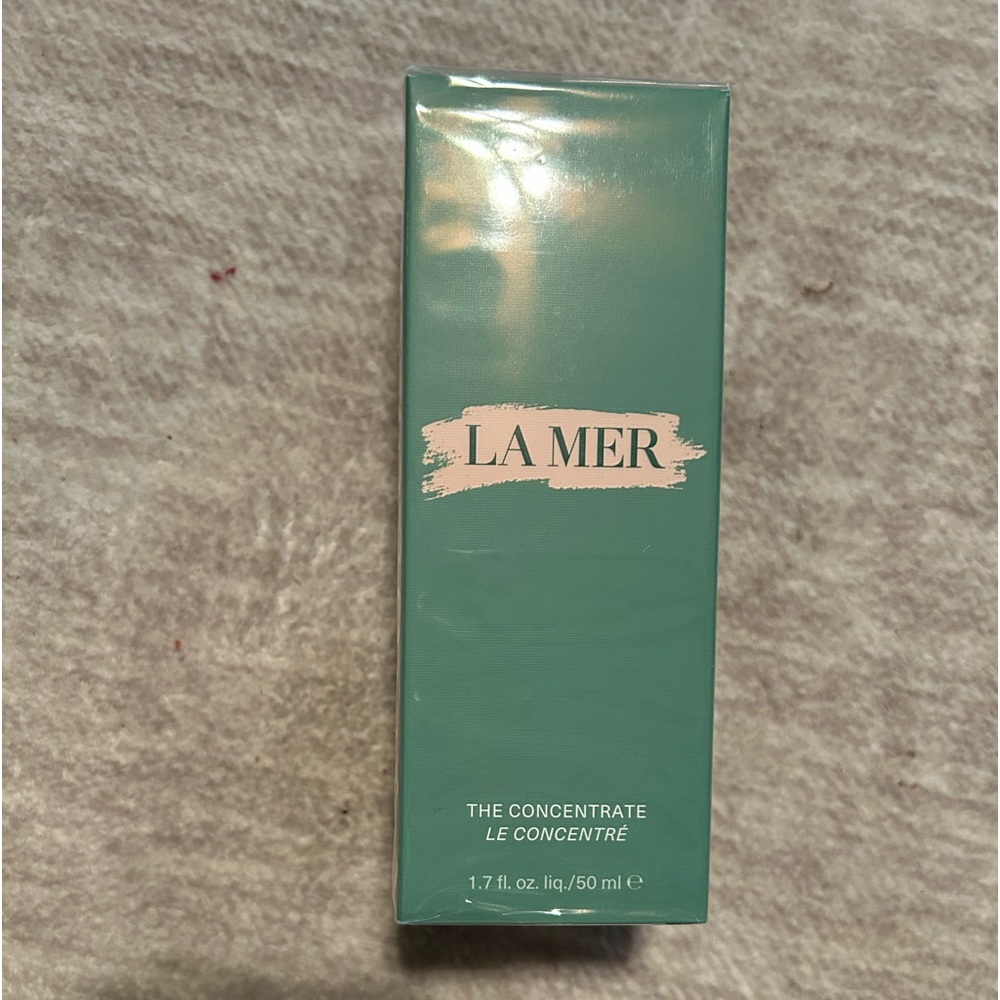 LA MER
THE CONCENTRATE
LE CONCENTRÉ
1.7 fl. oz. liq./50 ml ℮